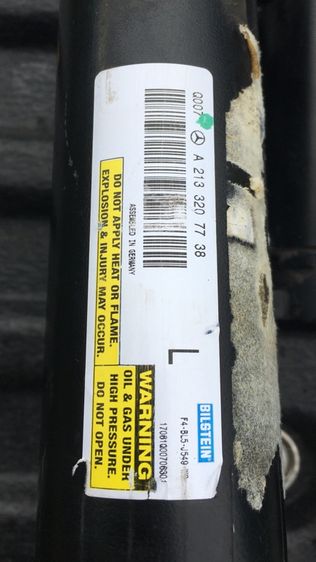 Q007
A 213 320 77 38
ASSEMBLED IN GERMANY
DO NOT APPLY HEAT OR FLAME.
EXPLOSION & INJURY MAY OCCUR.
L
BILSTEIN
F4-BL5-J549
WARNING
OIL & GAS UNDER
HIGH PRESSURE.
DO NOT OPEN.